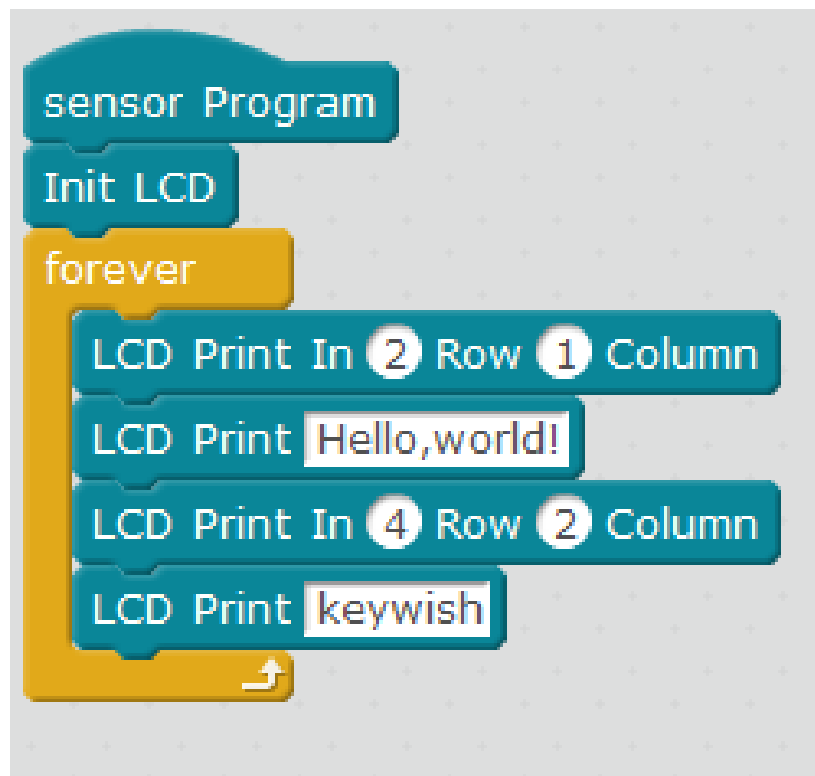 sensor Program
Init LCD
forever
LCD Print In 2 Row 1 Column
LCD Print Hello,world!
LCD Print In 4 Row 2 Column
LCD Print keywish